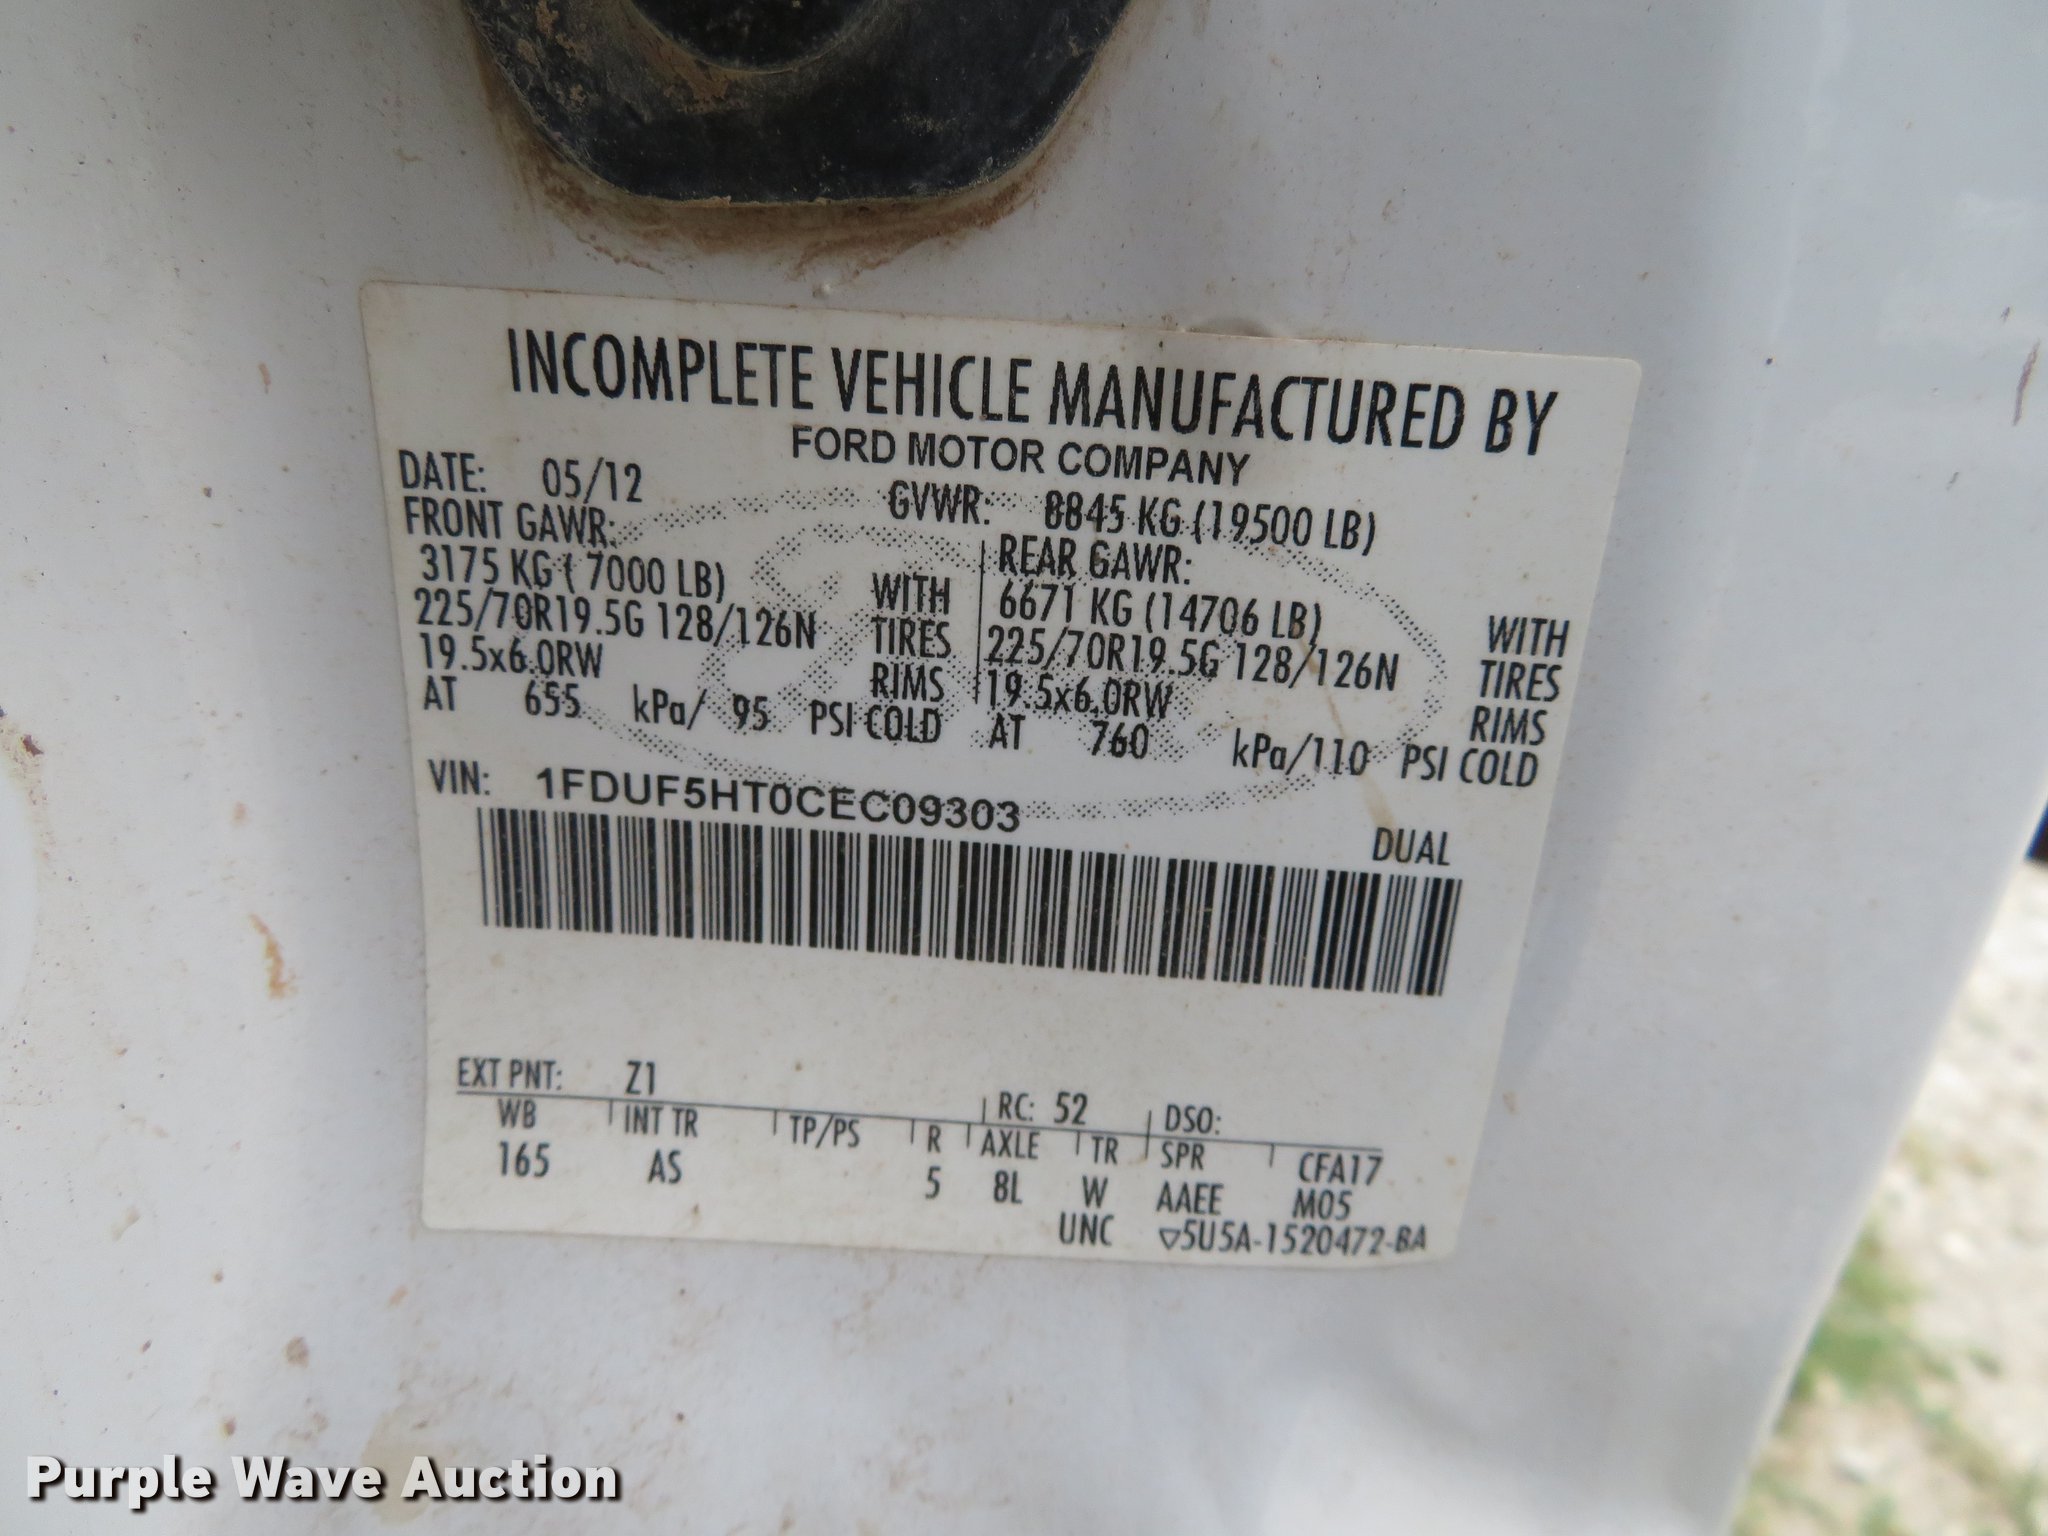 INCOMPLETE VEHICLE MANUFACTURED BY
FORD MOTOR COMPANY
DATE: 05/12 GVWR: 8845 KG (19500 LB)
FRONT GAWR: REAR GAWR:
3175 KG ( 7000 LB) WITH 6671 KG (14706 LB) WITH
225/70R19.5G 128/126N TIRES 225/70R19.5G 128/126N TIRES
19.5x6.0RW RIMS 19.5x6.0RW RIMS
AT 655 kPa/ 95 PSI COLD AT 760 kPa/110 PSI COLD
VIN: 1FDUF5HT0CEC09303
DUAL
EXT PNT: Z1 RC: 52 DSO:
WB INT TR TP/PS R AXLE TR SPR CFA17
165 AS 5 8L W AAEE M05
UNC ▽5U5A-1520472-BA
Purple Wave Auction